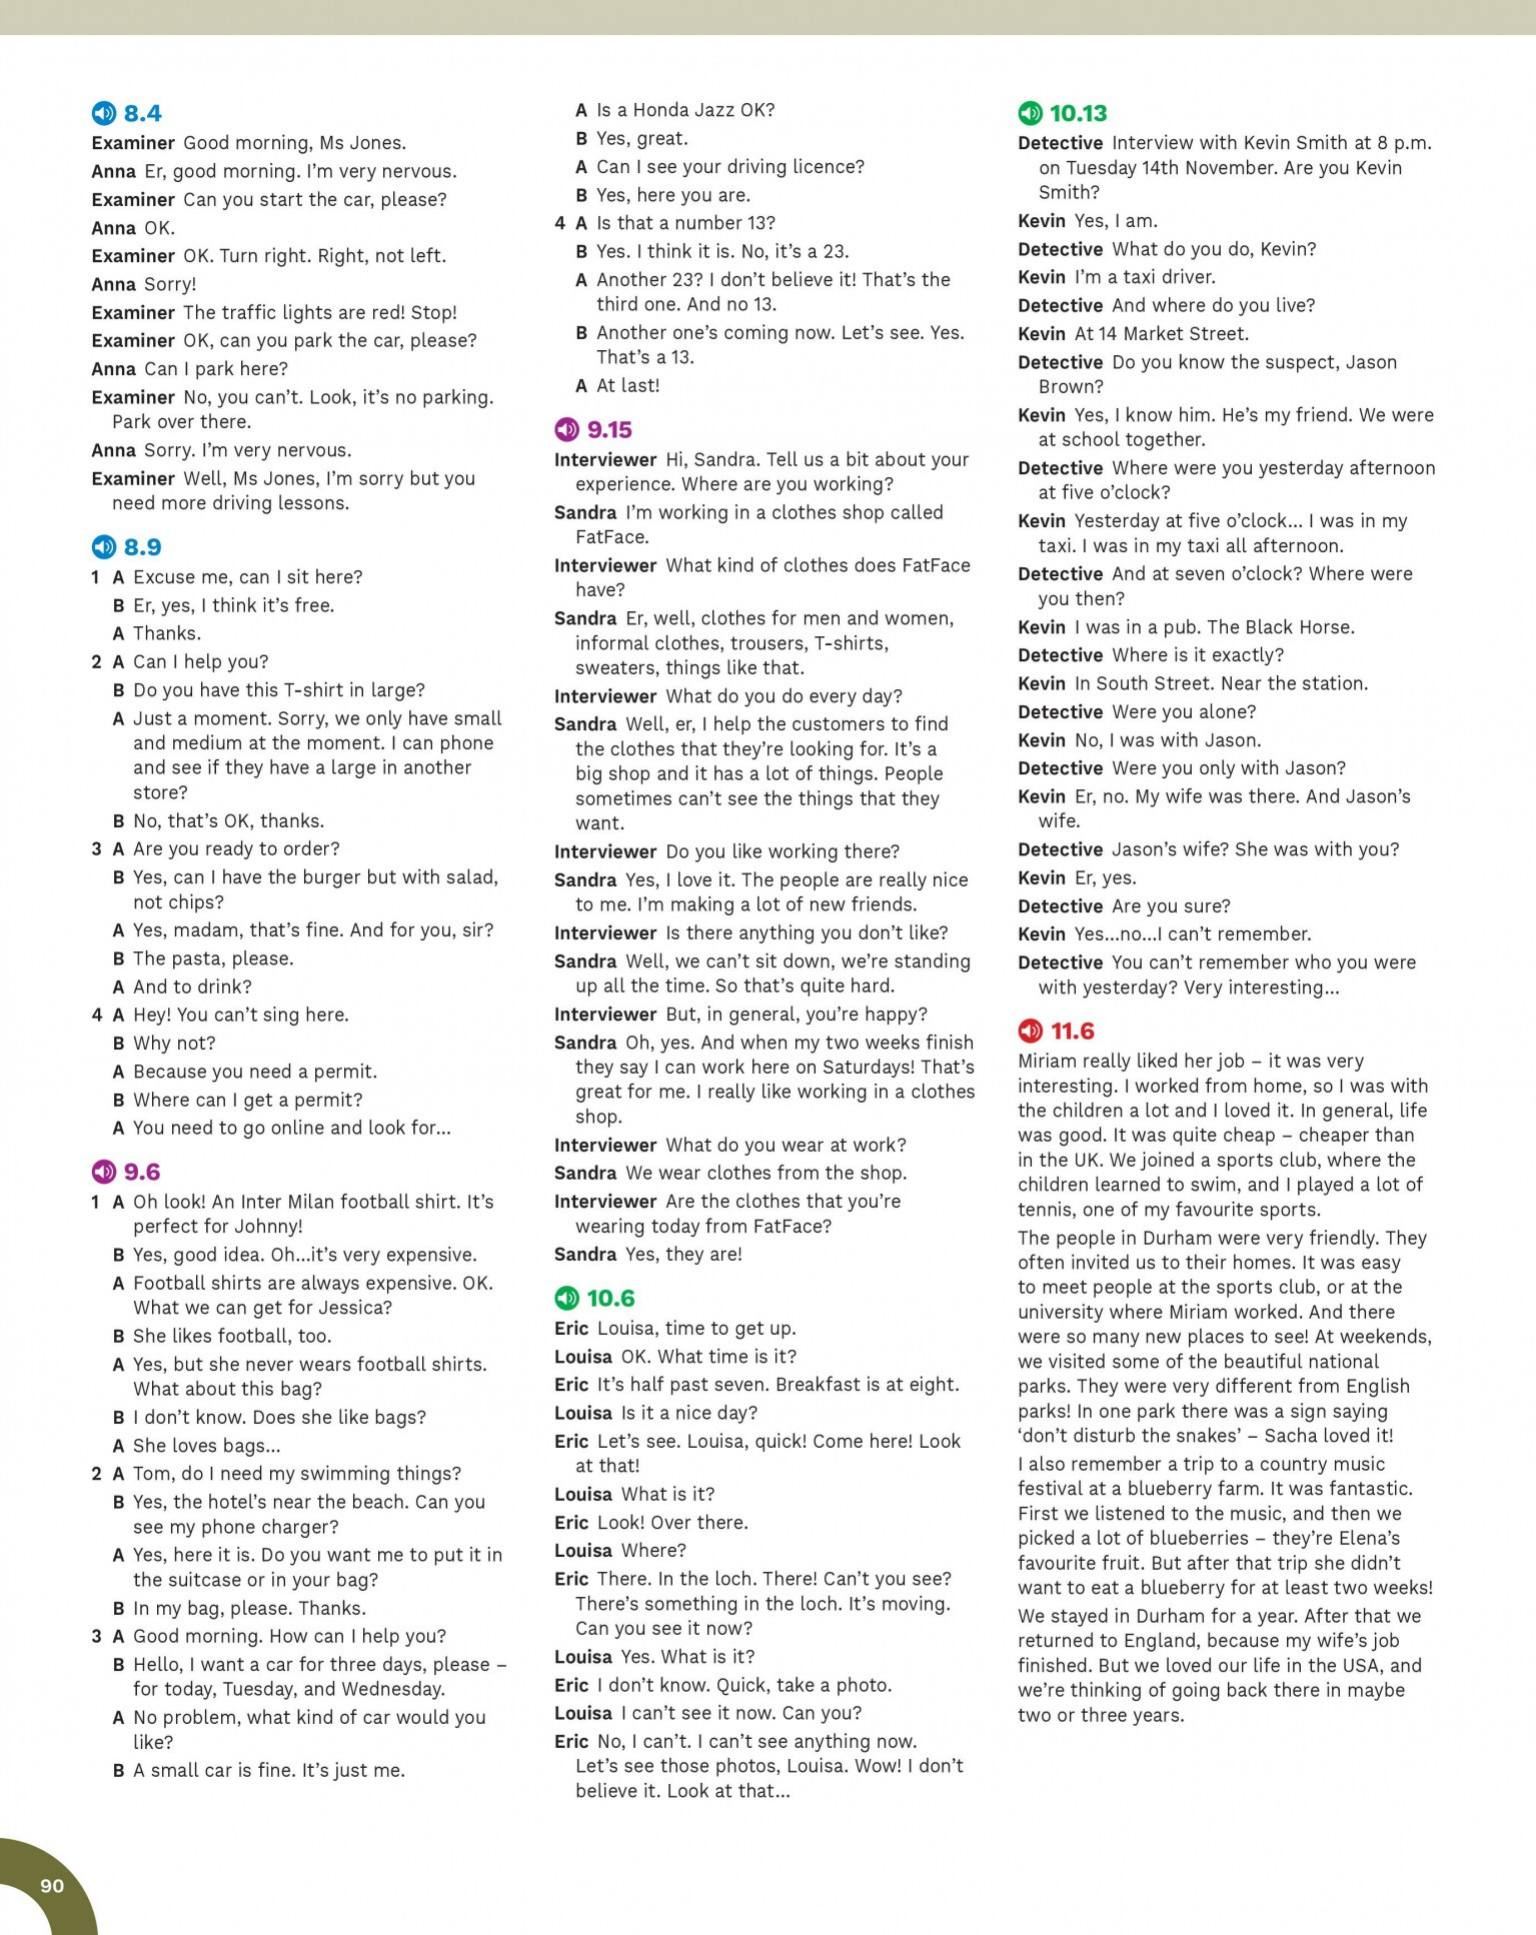 8.4
Examiner Good morning, Ms Jones.
Anna Er, good morning. I'm very nervous.
Examiner Can you start the car, please?
Anna OK.
Examiner OK. Turn right. Right, not left.
Anna Sorry!
Examiner The traffic lights are red! Stop!
Examiner OK, can you park the car, please?
Anna Can I park here?
Examiner No, you can't. Look, it's no parking.
Park over there.
Anna Sorry. I'm very nervous.
Examiner Well, Ms Jones, I'm sorry but you
need more driving lessons.
8.9
1 A Excuse me, can I sit here?
B Er, yes, I think it's free.
A Thanks.
2 A Can I help you?
B Do you have this T-shirt in large?
A Just a moment. Sorry, we only have small
and medium at the moment. I can phone
and see if they have a large in another
store?
B No, that's OK, thanks.
3 A Are you ready to order?
B Yes, can I have the burger but with salad,
not chips?
A Yes, madam, that's fine. And for you, sir?
B The pasta, please.
A And to drink?
4 A Hey! You can't sing here.
B Why not?
A Because you need a permit.
B Where can I get a permit?
A You need to go online and look for...
9.6
1 A Oh look! An Inter Milan football shirt. It's
perfect for Johnny!
B Yes, good idea. Oh...it's very expensive.
A Football shirts are always expensive. OK.
What we can get for Jessica?
B She likes football, too.
A Yes, but she never wears football shirts.
What about this bag?
B I don't know. Does she like bags?
A She loves bags...
2 A Tom, do I need my swimming things?
B Yes, the hotel's near the beach. Can you
see my phone charger?
A Yes, here it is. Do you want me to put it in
the suitcase or in your bag?
B In my bag, please. Thanks.
3 A Good morning. How can I help you?
B Hello, I want a car for three days, please –
for today, Tuesday, and Wednesday.
A No problem, what kind of car would you
like?
B A small car is fine. It's just me.
A Is a Honda Jazz OK?
B Yes, great.
A Can I see your driving licence?
B Yes, here you are.
4 A Is that a number 13?
B Yes. I think it is. No, it's a 23.
A Another 23? I don't believe it! That's the
third one. And no 13.
B Another one's coming now. Let's see. Yes.
That's a 13.
A At last!
9.15
Interviewer Hi, Sandra. Tell us a bit about your
experience. Where are you working?
Sandra I'm working in a clothes shop called
FatFace.
Interviewer What kind of clothes does FatFace
have?
Sandra Er, well, clothes for men and women,
informal clothes, trousers, T-shirts,
sweaters, things like that.
Interviewer What do you do every day?
Sandra Well, er, I help the customers to find
the clothes that they're looking for. It's a
big shop and it has a lot of things. People
sometimes can't see the things that they
want.
Interviewer Do you like working there?
Sandra Yes, I love it. The people are really nice
to me. I'm making a lot of new friends.
Interviewer Is there anything you don't like?
Sandra Well, we can't sit down, we're standing
up all the time. So that's quite hard.
Interviewer But, in general, you're happy?
Sandra Oh, yes. And when my two weeks finish
they say I can work here on Saturdays! That's
great for me. I really like working in a clothes
shop.
Interviewer What do you wear at work?
Sandra We wear clothes from the shop.
Interviewer Are the clothes that you're
wearing today from FatFace?
Sandra Yes, they are!
10.6
Eric Louisa, time to get up.
Louisa OK. What time is it?
Eric It's half past seven. Breakfast is at eight.
Louisa Is it a nice day?
Eric Let's see. Louisa, quick! Come here! Look
at that!
Louisa What is it?
Eric Look! Over there.
Louisa Where?
Eric There. In the loch. There! Can't you see?
There's something in the loch. It's moving.
Can you see it now?
Louisa Yes. What is it?
Eric I don't know. Quick, take a photo.
Louisa I can't see it now. Can you?
Eric No, I can't. I can't see anything now.
Let's see those photos, Louisa. Wow! I don't
believe it. Look at that...
10.13
Detective Interview with Kevin Smith at 8 p.m.
on Tuesday 14th November. Are you Kevin
Smith?
Kevin Yes, I am.
Detective What do you do, Kevin?
Kevin I'm a taxi driver.
Detective And where do you live?
Kevin At 14 Market Street.
Detective Do you know the suspect, Jason
Brown?
Kevin Yes, I know him. He's my friend. We were
at school together.
Detective Where were you yesterday afternoon
at five o'clock?
Kevin Yesterday at five o'clock... I was in my
taxi. I was in my taxi all afternoon.
Detective And at seven o'clock? Where were
you then?
Kevin I was in a pub. The Black Horse.
Detective Where is it exactly?
Kevin In South Street. Near the station.
Detective Were you alone?
Kevin No, I was with Jason.
Detective Were you only with Jason?
Kevin Er, no. My wife was there. And Jason's
wife.
Detective Jason's wife? She was with you?
Kevin Er, yes.
Detective Are you sure?
Kevin Yes...no...I can't remember.
Detective You can't remember who you were
with yesterday? Very interesting...
11.6
Miriam really liked her job – it was very
interesting. I worked from home, so I was with
the children a lot and I loved it. In general, life
was good. It was quite cheap – cheaper than
in the UK. We joined a sports club, where the
children learned to swim, and I played a lot of
tennis, one of my favourite sports.
The people in Durham were very friendly. They
often invited us to their homes. It was easy
to meet people at the sports club, or at the
university where Miriam worked. And there
were so many new places to see! At weekends,
we visited some of the beautiful national
parks. They were very different from English
parks! In one park there was a sign saying
'don't disturb the snakes' – Sacha loved it!
I also remember a trip to a country music
festival at a blueberry farm. It was fantastic.
First we listened to the music, and then we
picked a lot of blueberries – they're Elena's
favourite fruit. But after that trip she didn't
want to eat a blueberry for at least two weeks!
We stayed in Durham for a year. After that we
returned to England, because my wife's job
finished. But we loved our life in the USA, and
we're thinking of going back there in maybe
two or three years.
90